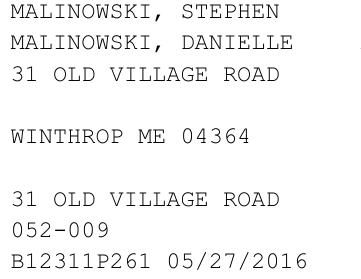 MALINOWSKI, STEPHEN
MALINOWSKI, DANIELLE
31 OLD VILLAGE ROAD
WINTHROP ME 04364
31 OLD VILLAGE ROAD
052-009
B12311P261 05/27/2016